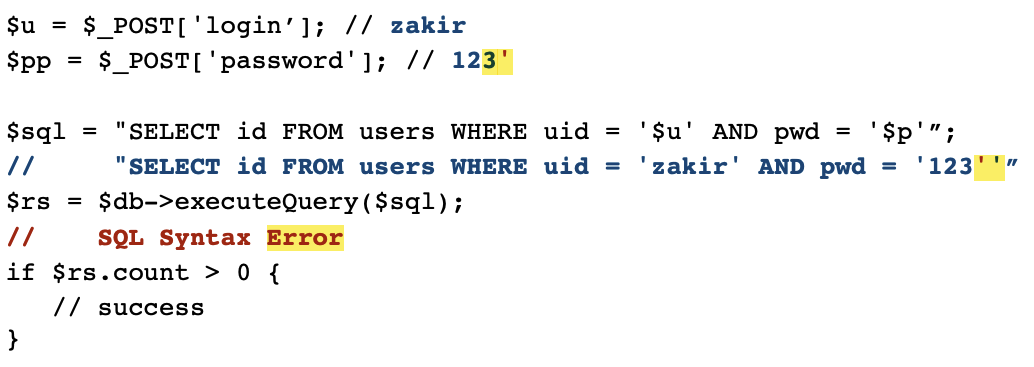 $u = $_POST['login’]; // zakir
$pp = $_POST['password']; // 123'
$sql = "SELECT id FROM users WHERE uid = '$u' AND pwd = '$p'”;
// "SELECT id FROM users WHERE uid = 'zakir' AND pwd = '123''”
$rs = $db->executeQuery($sql);
// SQL Syntax Error
if $rs.count > 0 {
// success
}